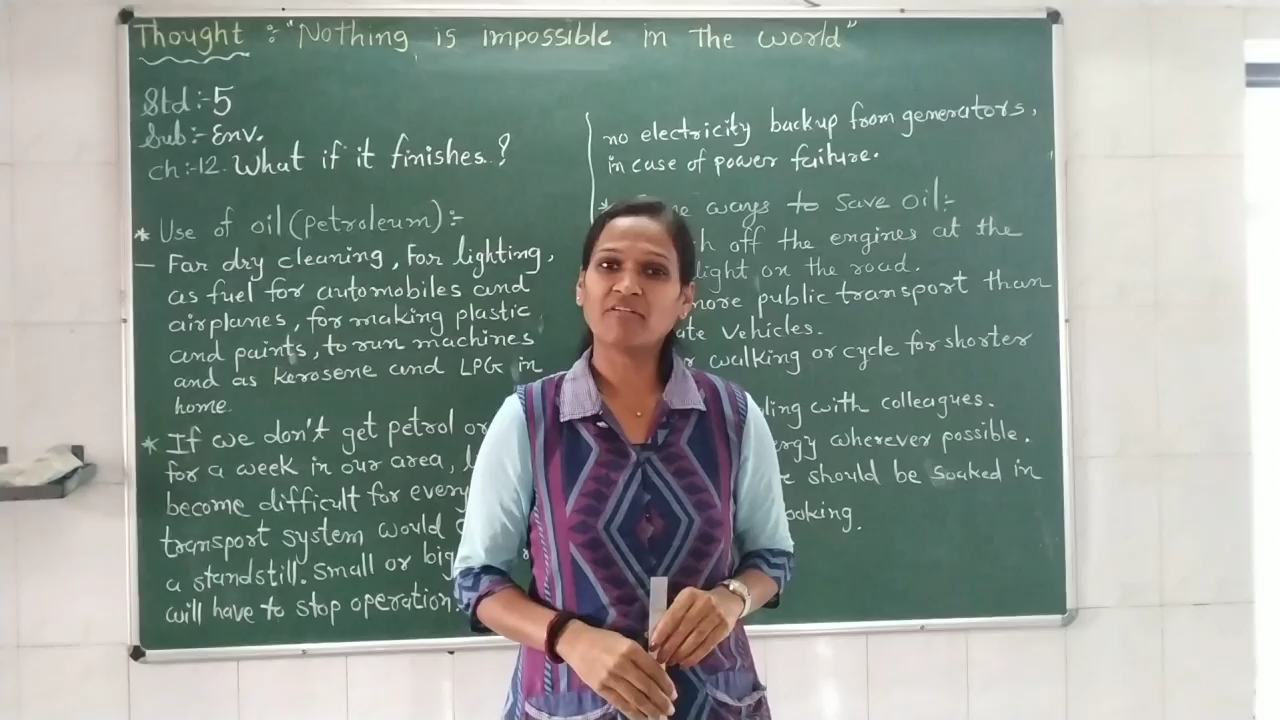 Thought :- "Nothing is impossible in The world"
Std :- 5
Sub :- Env.
ch :- 12. What if it finishes..?
* Use of oil (petroleum) :-
— For dry cleaning, For lighting,
as fuel for automobiles and
airplanes, for making plastic
and paints, to run machines
and as kerosene and LPG in
home.
* If we don't get petrol or
for a week in our area,
become difficult for every
transport system would
a standstill. Small or big
will have to stop operation.
no electricity backup from generators,
in case of power failure.
* ways to save oil :-
off the engines at the
light on the road.
more public transport than
vehicles.
walking or cycle for shorter
with colleagues.
wherever possible.
should be soaked in